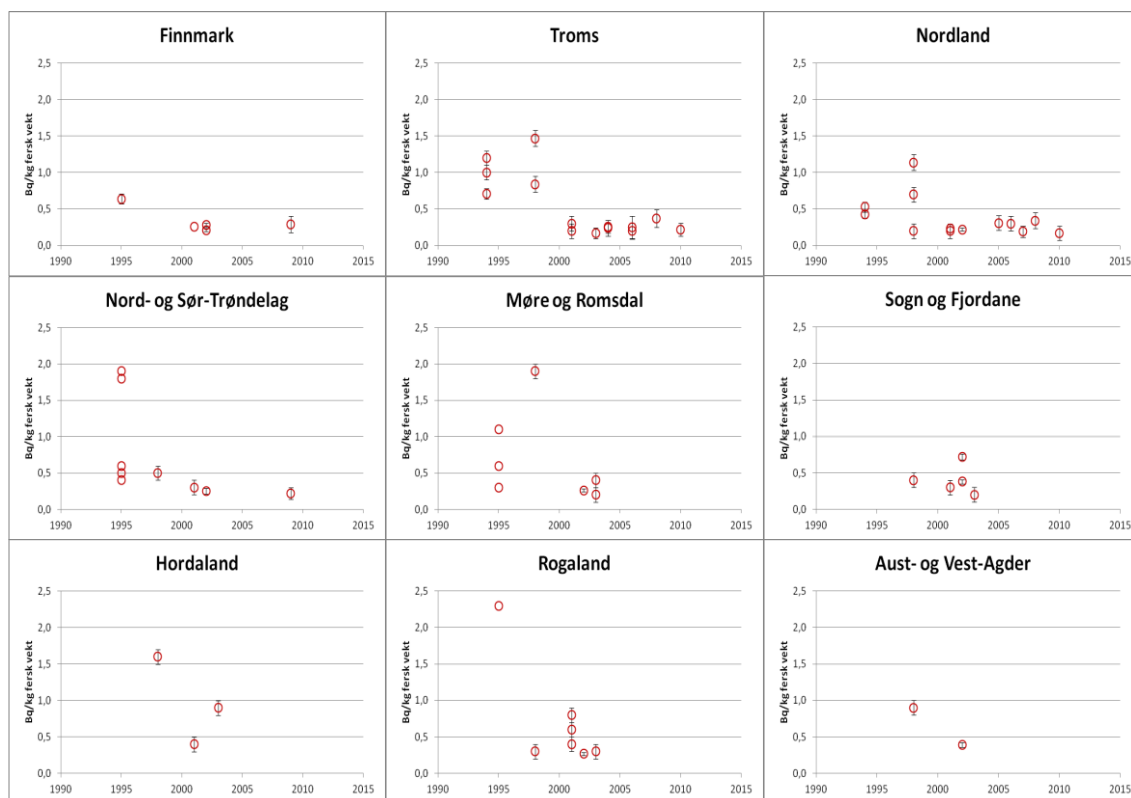 Finnmark
Bq/kg fersk vekt
2,5
2,0
1,5
1,0
0,5
0,0
1990 1995 2000 2005 2010 2015
Troms
Bq/kg fersk vekt
2,5
2,0
1,5
1,0
0,5
0,0
1990 1995 2000 2005 2010 2015
Nordland
Bq/kg fersk vekt
2,5
2,0
1,5
1,0
0,5
0,0
1990 1995 2000 2005 2010 2015
Nord- og Sør-Trøndelag
Bq/kg fersk vekt
2,5
2,0
1,5
1,0
0,5
0,0
1990 1995 2000 2005 2010 2015
Møre og Romsdal
Bq/kg fersk vekt
2,5
2,0
1,5
1,0
0,5
0,0
1990 1995 2000 2005 2010 2015
Sogn og Fjordane
Bq/kg fersk vekt
2,5
2,0
1,5
1,0
0,5
0,0
1990 1995 2000 2005 2010 2015
Hordaland
Bq/kg fersk vekt
2,5
2,0
1,5
1,0
0,5
0,0
1990 1995 2000 2005 2010 2015
Rogaland
Bq/kg fersk vekt
2,5
2,0
1,5
1,0
0,5
0,0
1990 1995 2000 2005 2010 2015
Aust- og Vest-Agder
Bq/kg fersk vekt
2,5
2,0
1,5
1,0
0,5
0,0
1990 1995 2000 2005 2010 2015